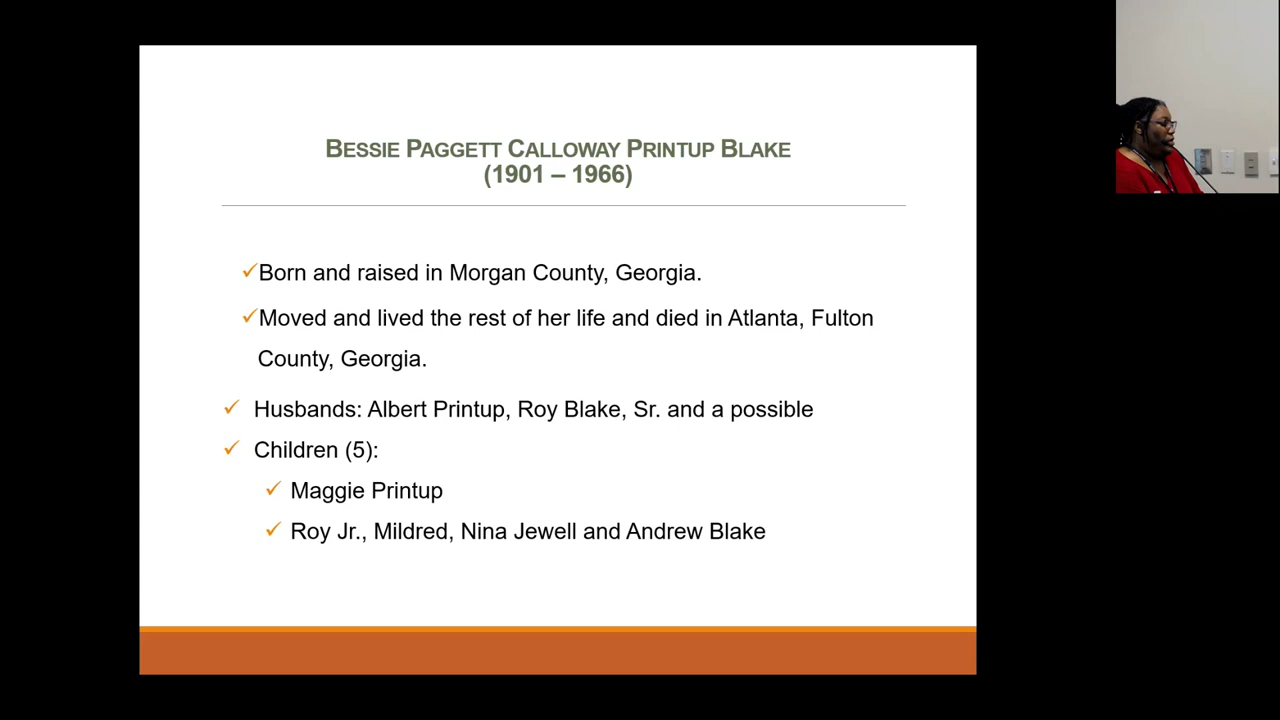 BESSIE PAGGETT CALLOWAY PRINTUP BLAKE
(1901 – 1966)
✓Born and raised in Morgan County, Georgia.
✓Moved and lived the rest of her life and died in Atlanta, Fulton
County, Georgia.
✓ Husbands: Albert Printup, Roy Blake, Sr. and a possible
✓ Children (5):
✓ Maggie Printup
✓ Roy Jr., Mildred, Nina Jewell and Andrew Blake